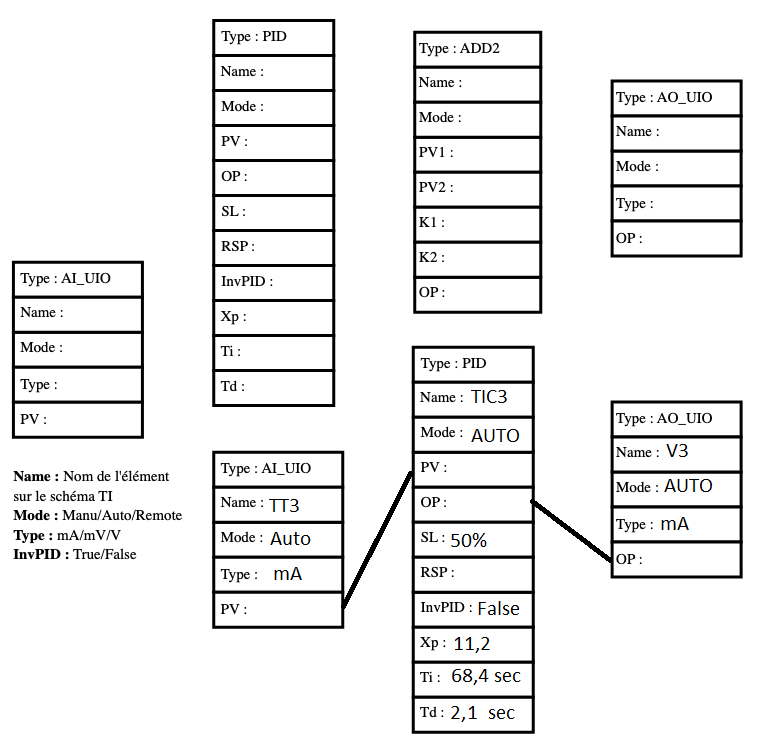 Type : PID
Name :
Mode :
PV :
OP :
SL :
RSP :
InvPID :
Xp :
Ti :
Td :
Type : ADD2
Name :
Mode :
PV1 :
PV2 :
K1 :
K2 :
OP :
Type : AO_UIO
Name :
Mode :
Type :
OP :
Type : AI_UIO
Name :
Mode :
Type :
PV :
Name : Nom de l'élément
sur le schéma TI
Mode : Manu/Auto/Remote
Type : mA/mV/V
InvPID : True/False
Type : AI_UIO
Name : TT3
Mode : Auto
Type : mA
PV :
Type : PID
Name : TIC3
Mode : AUTO
PV :
OP :
SL : 50%
RSP :
InvPID : False
Xp : 11,2
Ti : 68,4 sec
Td : 2,1 sec
Type : AO_UIO
Name : V3
Mode : AUTO
Type : mA
OP :